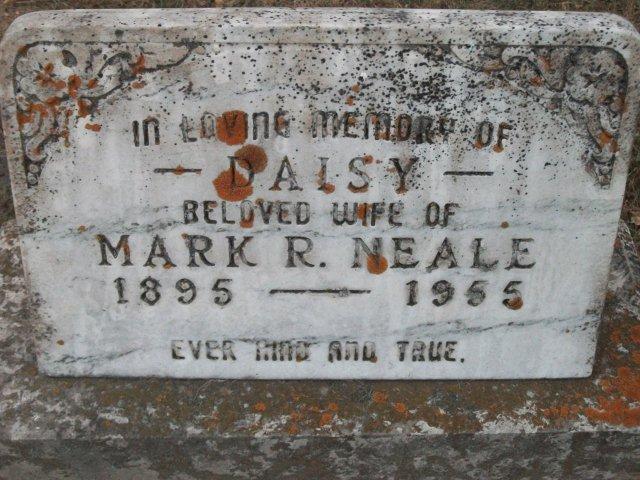 IN LOVING MEMORY OF
— DAISY —
BELOVED WIFE OF
MARK R. NEALE
1895 — 1955
EVER KIND AND TRUE.